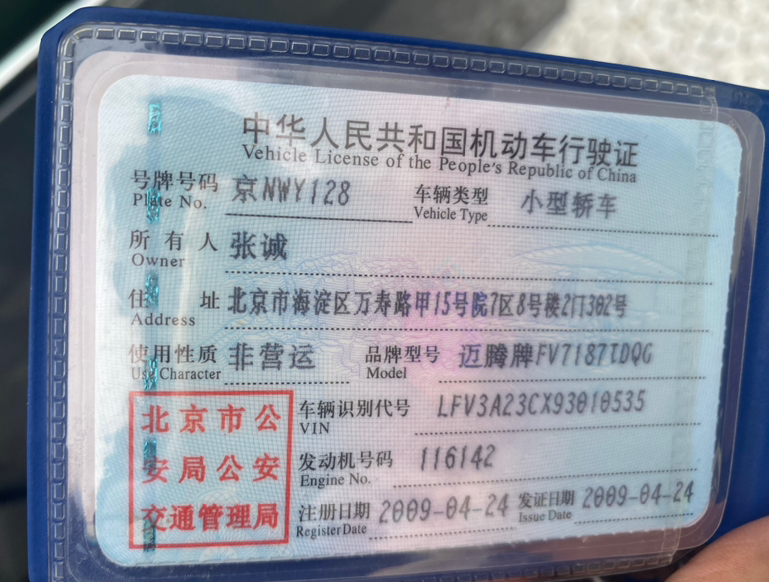 中华人民共和国机动车行驶证
Vehicle License of the People's Republic of China
号牌号码 京NWY128 车辆类型 小型轿车
Plate No. Vehicle Type
所有人 张诚
Owner
住址 北京市海淀区万寿路甲15号院7区8号楼2门302号
Address
使用性质 非营运 品牌型号 迈腾牌FV7187TDQG
Use Character Model
北京市公安局公安交通管理局
车辆识别代号 LFV3A23CX93010535
VIN
发动机号码 116142
Engine No.
注册日期 2009-04-24 发证日期 2009-04-24
Register Date Issue Date